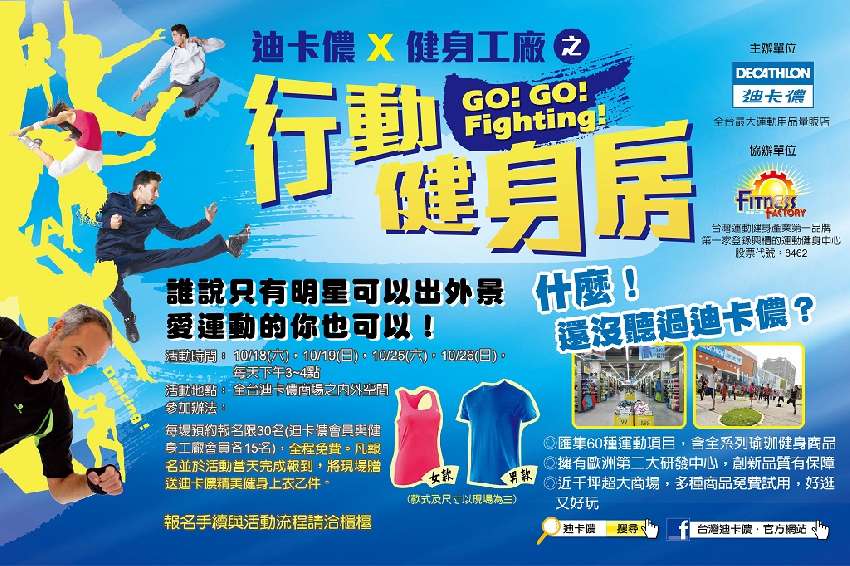 迪卡儂 X 健身工廠 之
行動
健身房
GO! GO!
Fighting!
主辦單位
DECATHLON
迪卡儂
全台最大運動用品量販店
協辦單位
FITNESS
FACTORY
台灣運動健身產業第一品牌
第一家登錄興櫃的運動健身中心
股票代號：8462
誰說只有明星可以出外景
愛運動的你也可以！
活動時間： 10/18(六)，10/19(日)，10/25(六)，10/26(日)，
每天下午3~4點
活動地點： 全台迪卡儂商場之內外空間
參加辦法：
每場預約報名限30名(迪卡儂會員與健
身工廠會員各15名)，全程免費。凡報
名並於活動當天完成報到，將現場贈
送迪卡儂精美健身上衣乙件。
報名手續與活動流程請洽櫃檯
Dancing !
女款
男款
(款式及尺寸以現場為主)
什麼！
還沒聽過迪卡儂？
◎匯集60種運動項目，含全系列瑜珈健身商品
◎擁有歐洲第二大研發中心，創新品質有保障
◎近千坪超大商場，多種商品免費試用，好逛
又好玩
迪卡儂 搜尋
f 台灣迪卡儂‧官方網站